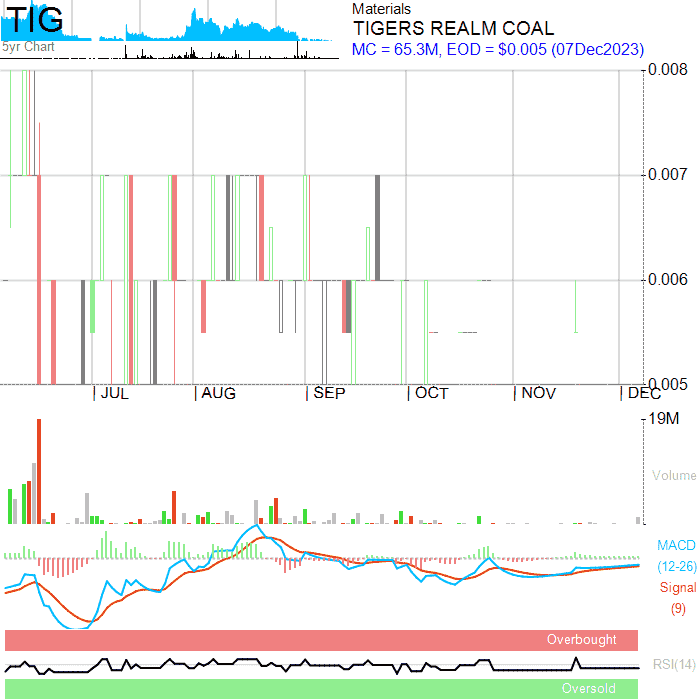 TIG
5yr Chart
Materials
TIGERS REALM COAL
MC = 65.3M, EOD = $0.005 (07Dec2023)
0.008
0.007
0.006
0.005
JUL AUG SEP OCT NOV DEC
19M
Volume
MACD
(12-26)
Signal
(9)
Overbought
RSI(14)
Oversold